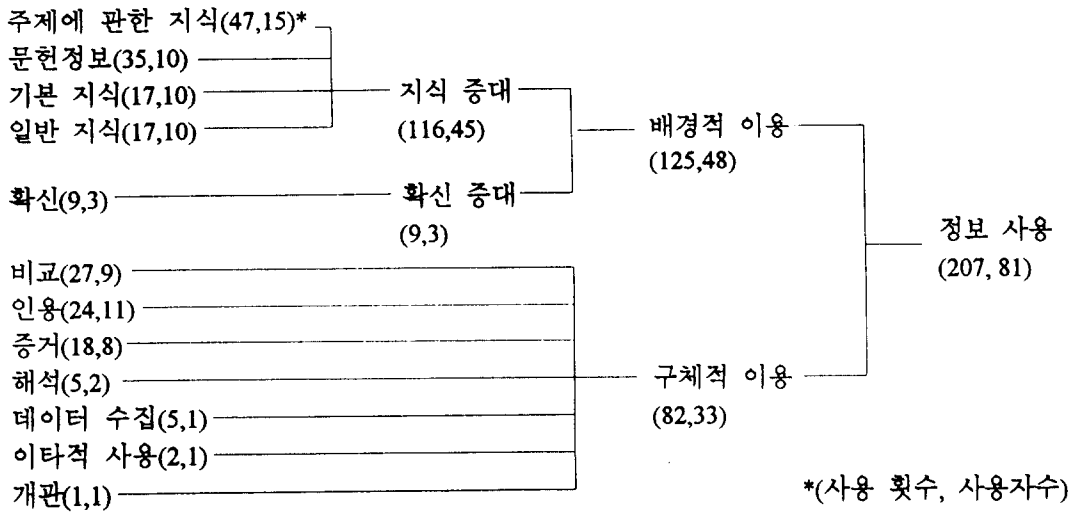 주제에 관한 지식(47,15)*
문헌정보(35,10)
기본 지식(17,10)
일반 지식(17,10)
지식 증대
(116,45)
확신(9,3)
확신 증대
(9,3)
배경적 이용
(125,48)
비교(27,9)
인용(24,11)
증거(18,8)
해석(5,2)
데이터 수집(5,1)
이타적 사용(2,1)
개관(1,1)
구체적 이용
(82,33)
정보 사용
(207, 81)
*(사용 횟수, 사용자수)